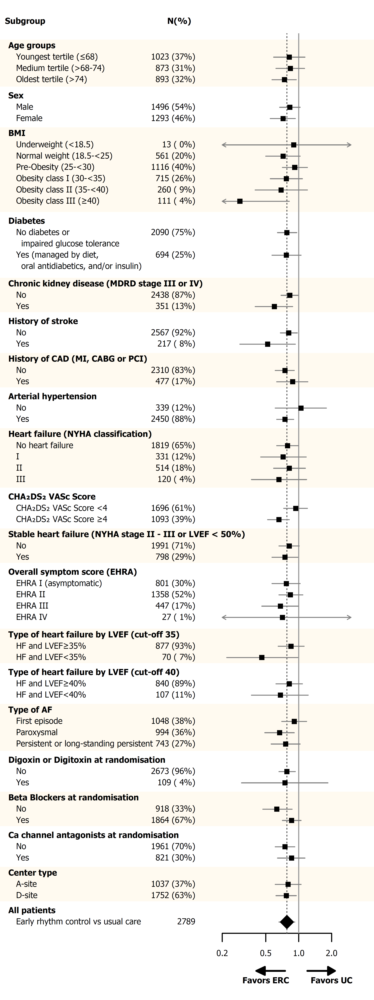 Subgroup N(%)
Age groups
Youngest tertile (≤68) 1023 (37%)
Medium tertile (>68-74) 873 (31%)
Oldest tertile (>74) 893 (32%)
Sex
Male 1496 (54%)
Female 1293 (46%)
BMI
Underweight (<18.5) 13 ( 0%)
Normal weight (18.5-<25) 561 (20%)
Pre-Obesity (25-<30) 1116 (40%)
Obesity class I (30-<35) 715 (26%)
Obesity class II (35-<40) 260 ( 9%)
Obesity class III (≥40) 111 ( 4%)
Diabetes
No diabetes or 2090 (75%)
impaired glucose tolerance
Yes (managed by diet, 694 (25%)
oral antidiabetics, and/or insulin)
Chronic kidney disease (MDRD stage III or IV)
No 2438 (87%)
Yes 351 (13%)
History of stroke
No 2567 (92%)
Yes 217 ( 8%)
History of CAD (MI, CABG or PCI)
No 2310 (83%)
Yes 477 (17%)
Arterial hypertension
No 339 (12%)
Yes 2450 (88%)
Heart failure (NYHA classification)
No heart failure 1819 (65%)
I 331 (12%)
II 514 (18%)
III 120 ( 4%)
CHA₂DS₂ VASc Score
CHA₂DS₂ VASc Score <4 1696 (61%)
CHA₂DS₂ VASc Score ≥4 1093 (39%)
Stable heart failure (NYHA stage II - III or LVEF < 50%)
No 1991 (71%)
Yes 798 (29%)
Overall symptom score (EHRA)
EHRA I (asymptomatic) 801 (30%)
EHRA II 1358 (52%)
EHRA III 447 (17%)
EHRA IV 27 ( 1%)
Type of heart failure by LVEF (cut-off 35)
HF and LVEF≥35% 877 (93%)
HF and LVEF<35% 70 ( 7%)
Type of heart failure by LVEF (cut-off 40)
HF and LVEF≥40% 840 (89%)
HF and LVEF<40% 107 (11%)
Type of AF
First episode 1048 (38%)
Paroxysmal 994 (36%)
Persistent or long-standing persistent 743 (27%)
Digoxin or Digitoxin at randomisation
No 2673 (96%)
Yes 109 ( 4%)
Beta Blockers at randomisation
No 918 (33%)
Yes 1864 (67%)
Ca channel antagonists at randomisation
No 1961 (70%)
Yes 821 (30%)
Center type
A-site 1037 (37%)
D-site 1752 (63%)
All patients
Early rhythm control vs usual care 2789
0.2 0.5 1.0 2.0
Favors ERC Favors UC